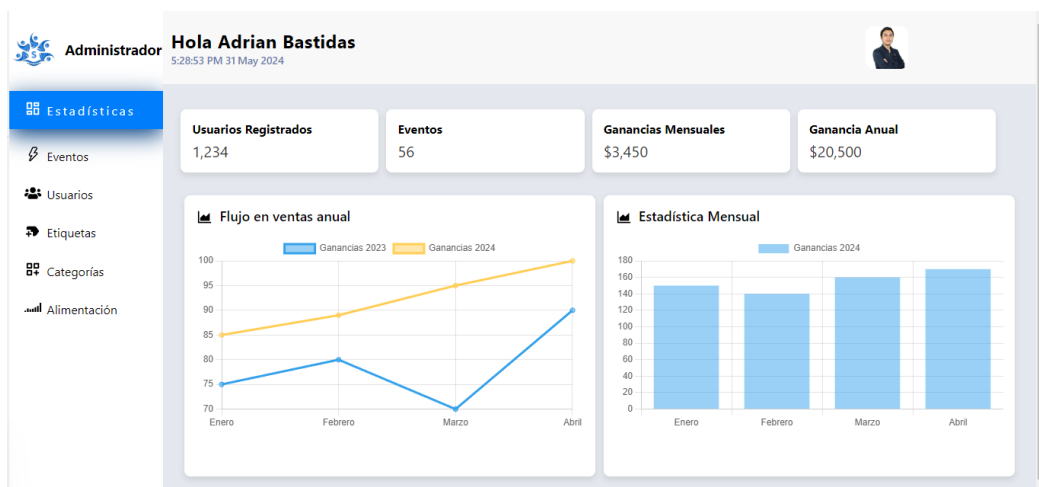 Administrador
Hola Adrian Bastidas
5:28:53 PM 31 May 2024
S
Estadísticas
Eventos
Usuarios
Etiquetas
Categorías
Alimentación
Usuarios Registrados
1,234
Eventos
56
Ganancias Mensuales
$3,450
Ganancia Anual
$20,500
Flujo en ventas anual
Ganancias 2023 Ganancias 2024
100
95
90
85
80
75
70
Enero Febrero Marzo Abril
Estadística Mensual
Ganancias 2024
180
160
140
120
100
80
60
40
20
0
Enero Febrero Marzo Abril